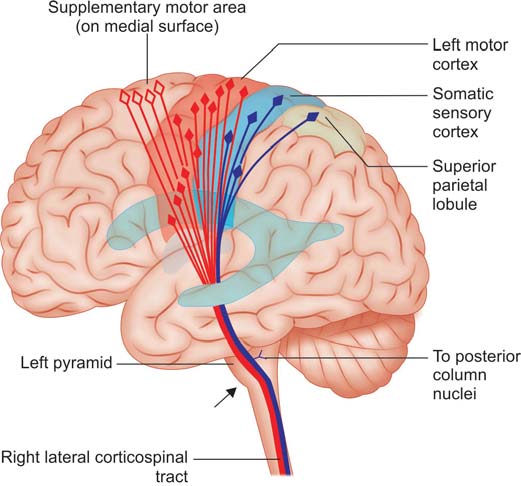 Supplementary motor area
(on medial surface)
Left motor
cortex
Somatic
sensory
cortex
Superior
parietal
lobule
Left pyramid
To posterior
column
nuclei
Right lateral corticospinal
tract